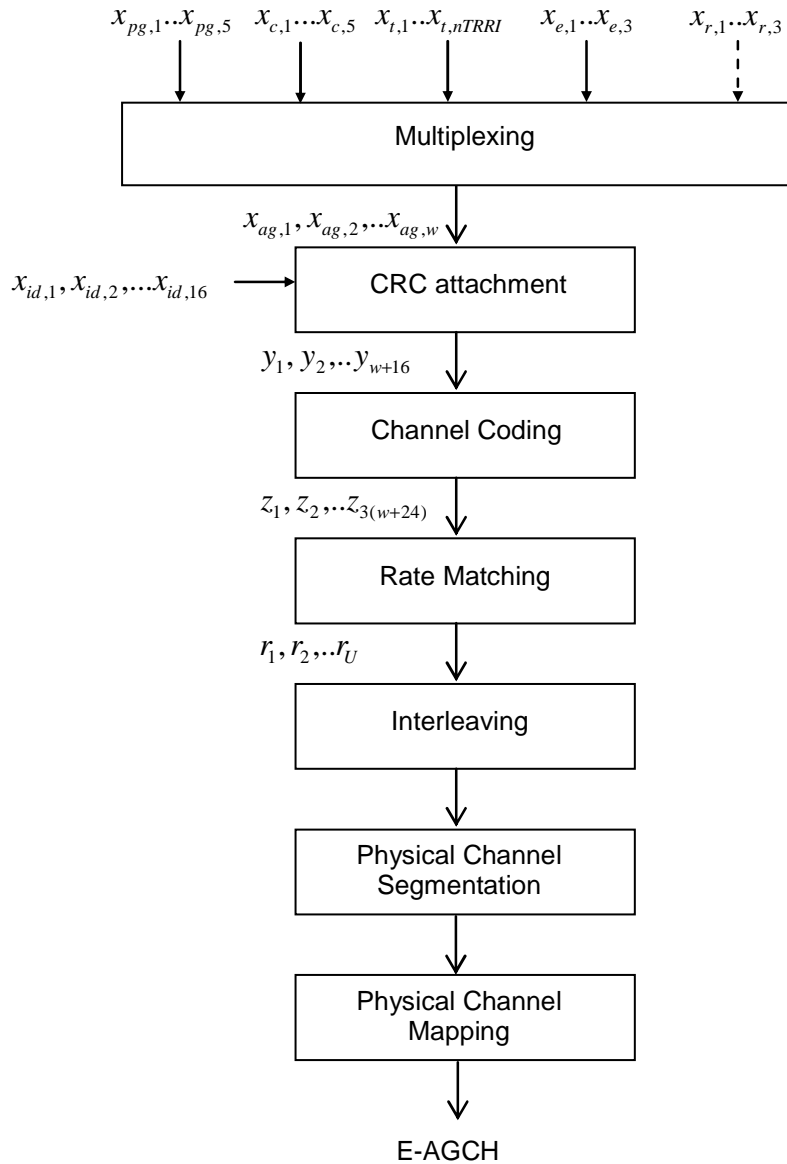 x_{pg,1}..x_{pg,5} x_{c,1}...x_{c,5} x_{t,1}..x_{t,nTRRI} x_{e,1}..x_{e,3} x_{r,1}..x_{r,3}
Multiplexing
x_{ag,1}, x_{ag,2},..x_{ag,w}
x_{id,1}, x_{id,2},...x_{id,16}
CRC attachment
y_1, y_2,..y_{w+16}
Channel Coding
z_1, z_2,..z_{3(w+24)}
Rate Matching
r_1, r_2,..r_U
Interleaving
Physical Channel
Segmentation
Physical Channel
Mapping
E-AGCH